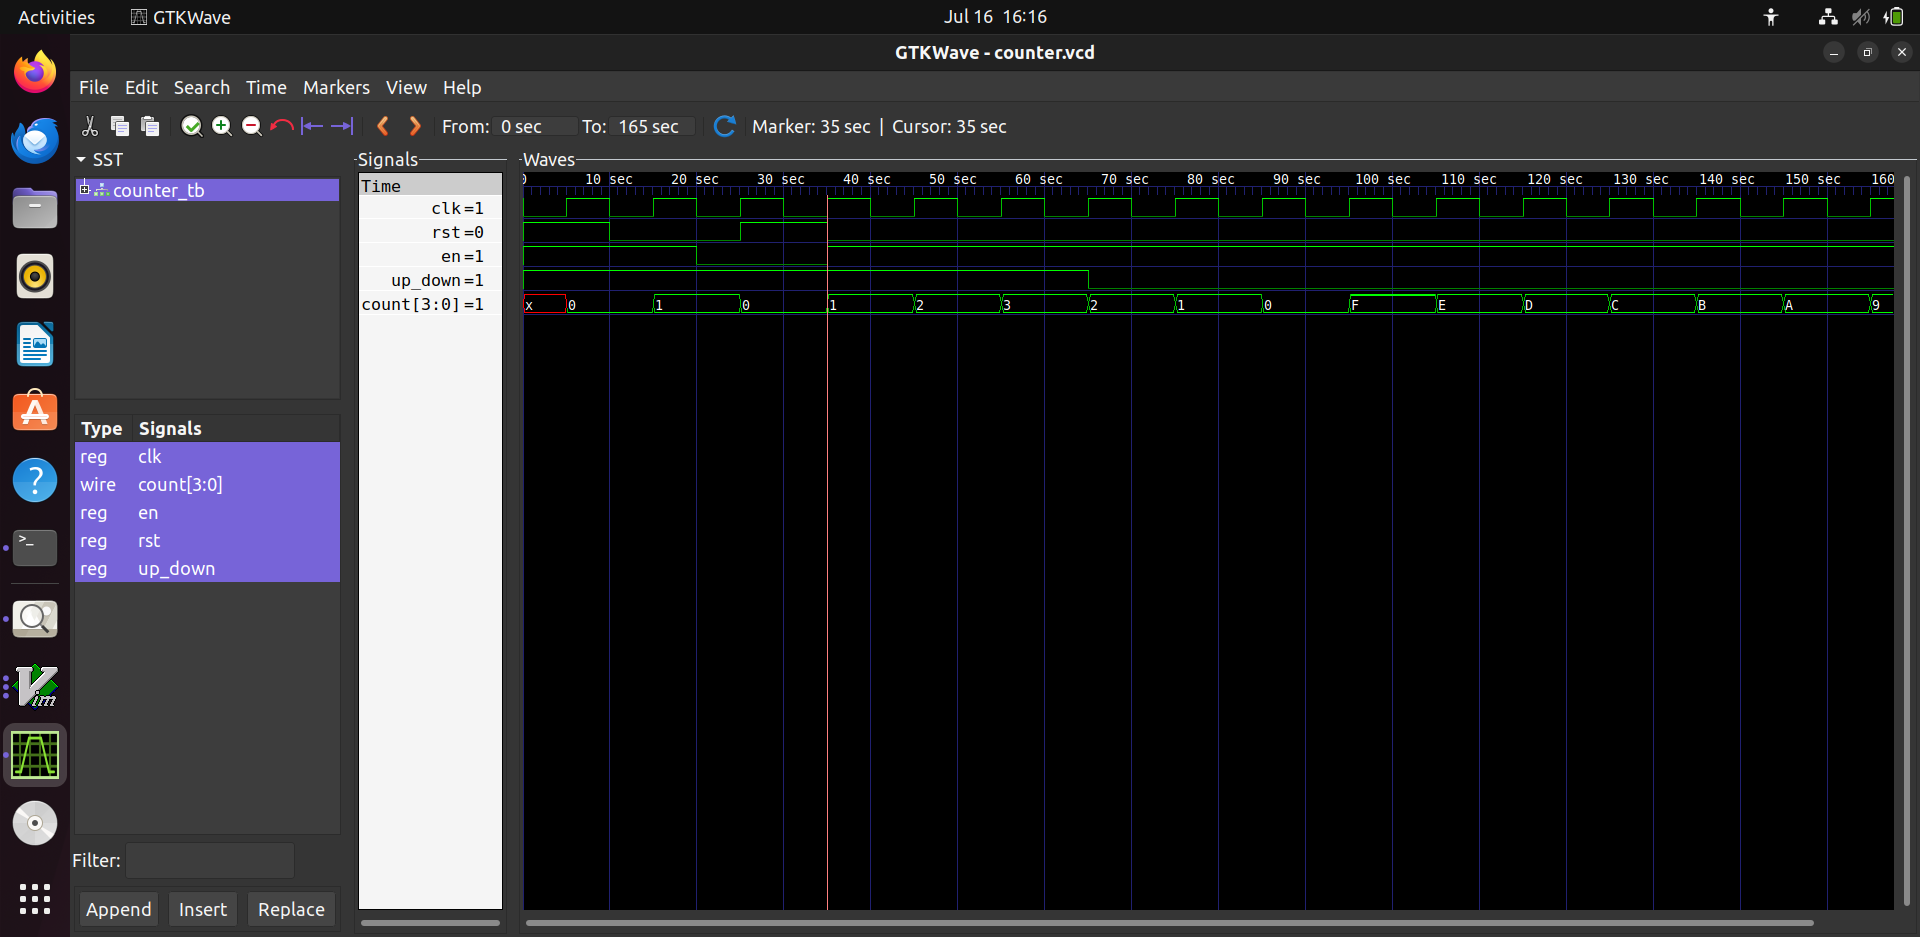 Activities GTKWave Jul 16 16:16
GTKWave - counter.vcd
File Edit Search Time Markers View Help
From: 0 sec To: 165 sec Marker: 35 sec | Cursor: 35 sec
SST
counter_tb
Type Signals
reg clk
wire count[3:0]
reg en
reg rst
reg up_down
Filter:
Append Insert Replace
Signals
Time
clk=1
rst=0
en=1
up_down=1
count[3:0]=1
Waves
0 10 sec 20 sec 30 sec 40 sec 50 sec 60 sec 70 sec 80 sec 90 sec 100 sec 110 sec 120 sec 130 sec 140 sec 150 sec 160
x 0 1 0 1 2 3 2 1 0 F E D C B A 9
>_
?
Vim